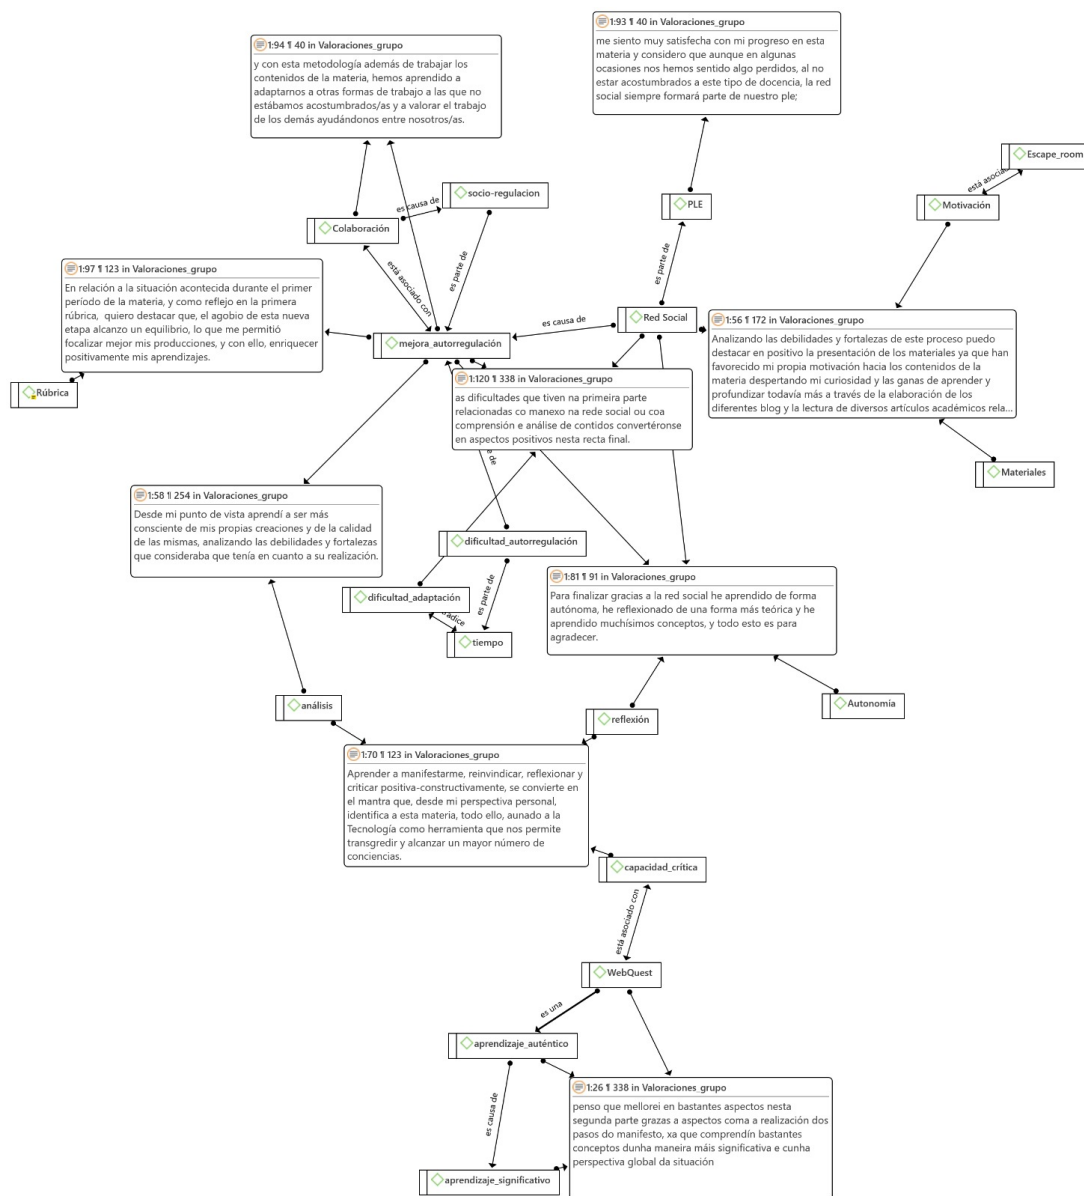 1:94 ¶ 40 in Valoraciones_grupo
y con esta metodología además de trabajar los
contenidos de la materia, hemos aprendido a
adaptarnos a otras formas de trabajo a las que no
estábamos acostumbrados/as y a valorar el trabajo
de los demás ayudándonos entre nosotros/as.
1:93 ¶ 40 in Valoraciones_grupo
me siento muy satisfecha con mi progreso en esta
materia y considero que aunque en algunas
ocasiones nos hemos sentido algo perdidos, al no
estar acostumbrados a este tipo de docencia, la red
social siempre formará parte de nuestro ple;
Escape_room
está asociad
Motivación
socio-regulacion
es causa de
Colaboración
PLE
está asociado con
es parte de
es parte de
1:97 ¶ 123 in Valoraciones_grupo
En relación a la situación acontecida durante el primer
período de la materia, y como reflejo en la primera
rúbrica, quiero destacar que, el agobio de esta nueva
etapa alcanzo un equilibrio, lo que me permitió
focalizar mejor mis producciones, y con ello, enriquecer
positivamente mis aprendizajes.
Rúbrica
mejora_autorregulación
es causa de
Red Social
1:56 ¶ 172 in Valoraciones_grupo
Analizando las debilidades y fortalezas de este proceso puedo
destacar en positivo la presentación de los materiales ya que han
favorecido mi propia motivación hacia los contenidos de la
materia despertando mi curiosidad y las ganas de aprender y
profundizar todavía más a través de la elaboración de los
diferentes blog y la lectura de diversos artículos académicos rela...
Materiales
1:120 ¶ 338 in Valoraciones_grupo
as dificultades que tiven na primeira parte
relacionadas co manexo na rede social ou coa
comprensión e análise de contidos convertéronse
en aspectos positivos nesta recta final.
de
1:58 ¶ 254 in Valoraciones_grupo
Desde mi punto de vista aprendí a ser más
consciente de mis propias creaciones y de la calidad
de las mismas, analizando las debilidades y fortalezas
que consideraba que tenía en cuanto a su realización.
dificultad_autorregulación
es parte de
dificultad_adaptación
radice
tiempo
1:81 ¶ 91 in Valoraciones_grupo
Para finalizar gracias a la red social he aprendido de forma
autónoma, he reflexionado de una forma más teórica y he
aprendido muchísimos conceptos, y todo esto es para
agradecer.
análisis
reflexión
Autonomía
1:70 ¶ 123 in Valoraciones_grupo
Aprender a manifestarme, reinvindicar, reflexionar y
criticar positiva-constructivamente, se convierte en
el mantra que, desde mi perspectiva personal,
identifica a esta materia, todo ello, aunado a la
Tecnología como herramienta que nos permite
transgredir y alcanzar un mayor número de
conciencias.
capacidad_crítica
está asociado con
WebQuest
es una
aprendizaje_auténtico
es causa de
1:26 ¶ 338 in Valoraciones_grupo
penso que mellorei en bastantes aspectos nesta
segunda parte grazas a aspectos coma a realización dos
pasos do manifesto, xa que comprendín bastantes
conceptos dunha maneira máis significativa e cunha
perspectiva global da situación
aprendizaje_significativo